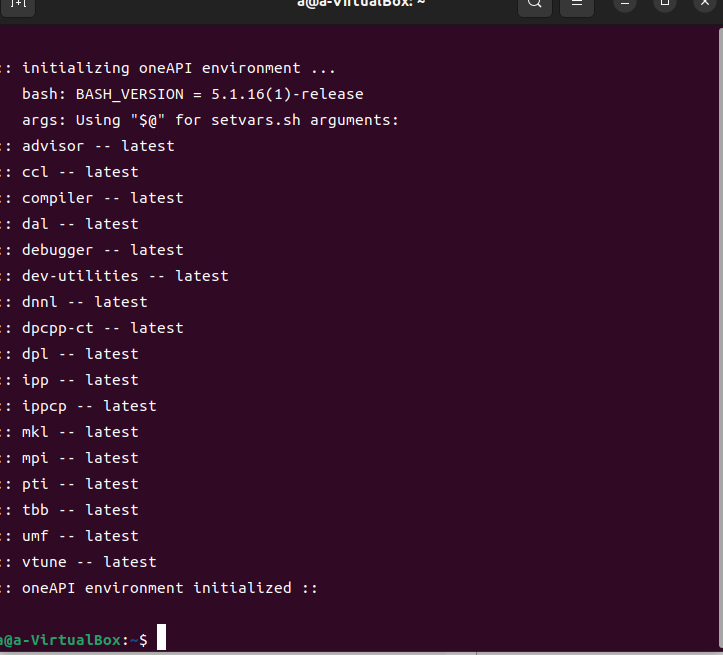 a@a-VirtualBox: ~
:: initializing oneAPI environment ...
bash: BASH_VERSION = 5.1.16(1)-release
args: Using "$@" for setvars.sh arguments:
:: advisor -- latest
:: ccl -- latest
:: compiler -- latest
:: dal -- latest
:: debugger -- latest
:: dev-utilities -- latest
:: dnnl -- latest
:: dpcpp-ct -- latest
:: dpl -- latest
:: ipp -- latest
:: ippcp -- latest
:: mkl -- latest
:: mpi -- latest
:: pti -- latest
:: tbb -- latest
:: umf -- latest
:: vtune -- latest
:: oneAPI environment initialized ::
a@a-VirtualBox:~$